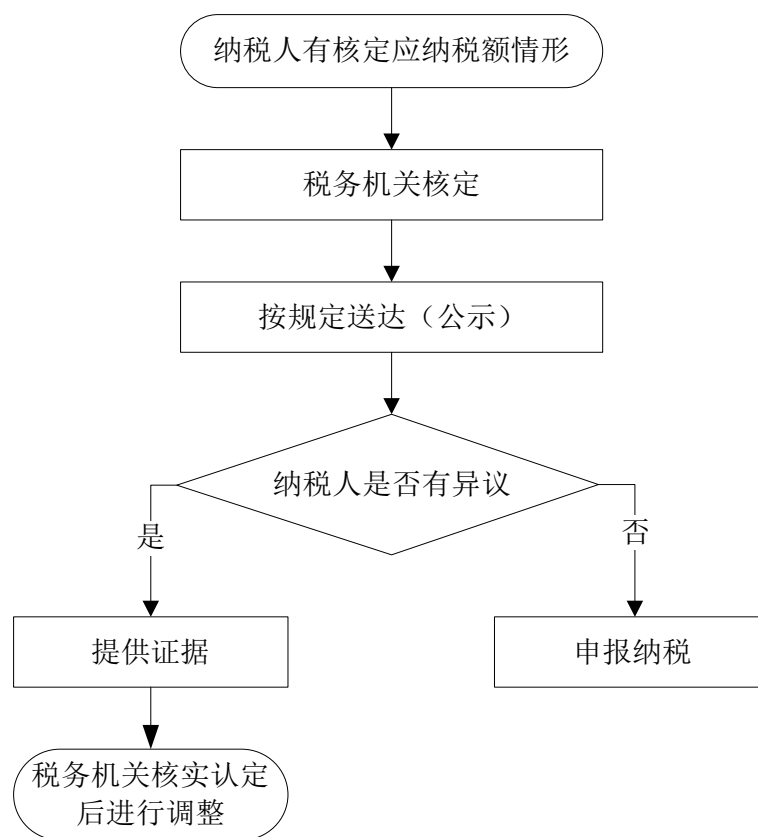 纳税人有核定应纳税额情形
税务机关核定
按规定送达（公示）
纳税人是否有异议
是
否
提供证据
申报纳税
税务机关核实认定
后进行调整